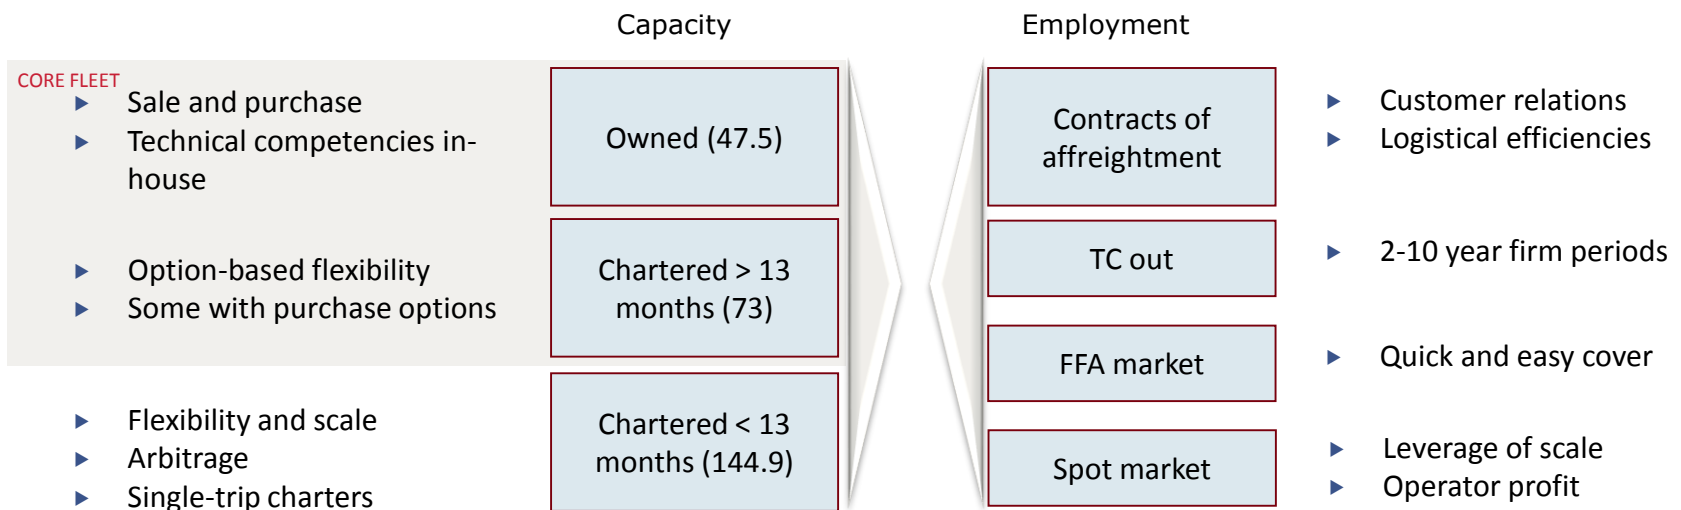 Capacity
Employment
CORE FLEET
Sale and purchase
Technical competencies in-
house
Owned (47.5)
Contracts of
affreightment
Customer relations
Logistical efficiencies
Option-based flexibility
Some with purchase options
Chartered > 13
months (73)
TC out
2-10 year firm periods
FFA market
Quick and easy cover
Flexibility and scale
Arbitrage
Single-trip charters
Chartered < 13
months (144.9)
Spot market
Leverage of scale
Operator profit